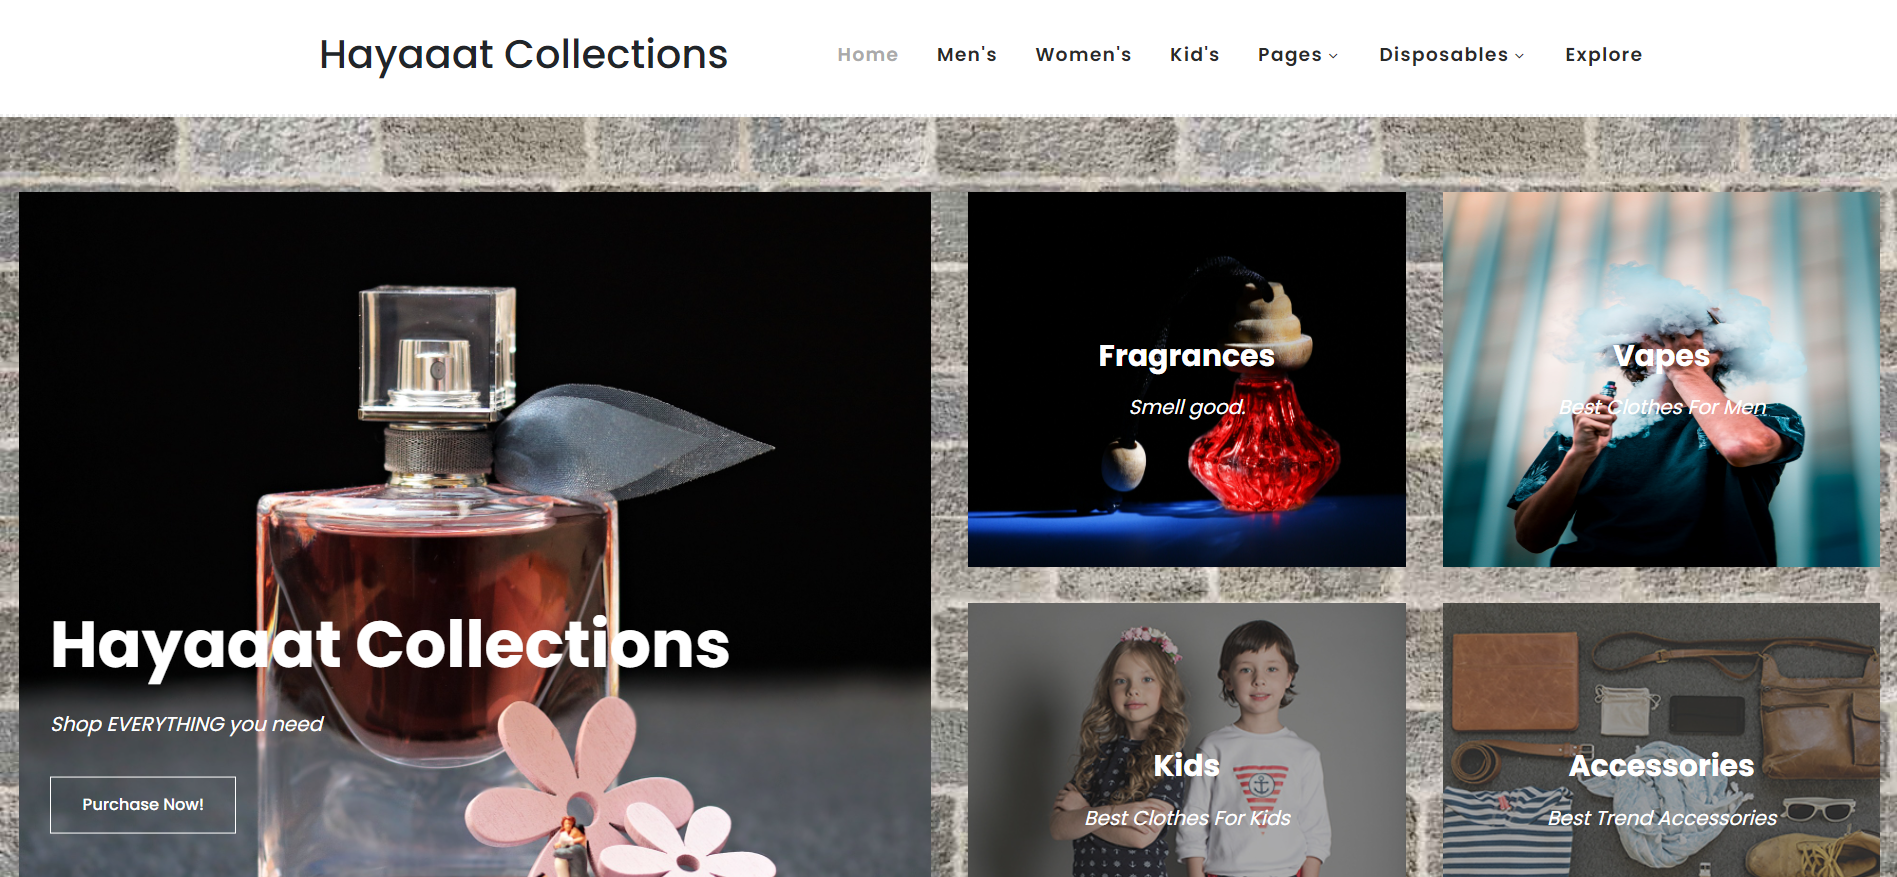 Hayaaat Collections
Home Men's Women's Kid's Pages Disposables Explore
Hayaaat Collections
Shop EVERYTHING you need
Purchase Now!
Fragrances
Smell good.
Vapes
Best Clothes For Men
Kids
Best Clothes For Kids
Accessories
Best Trend Accessories